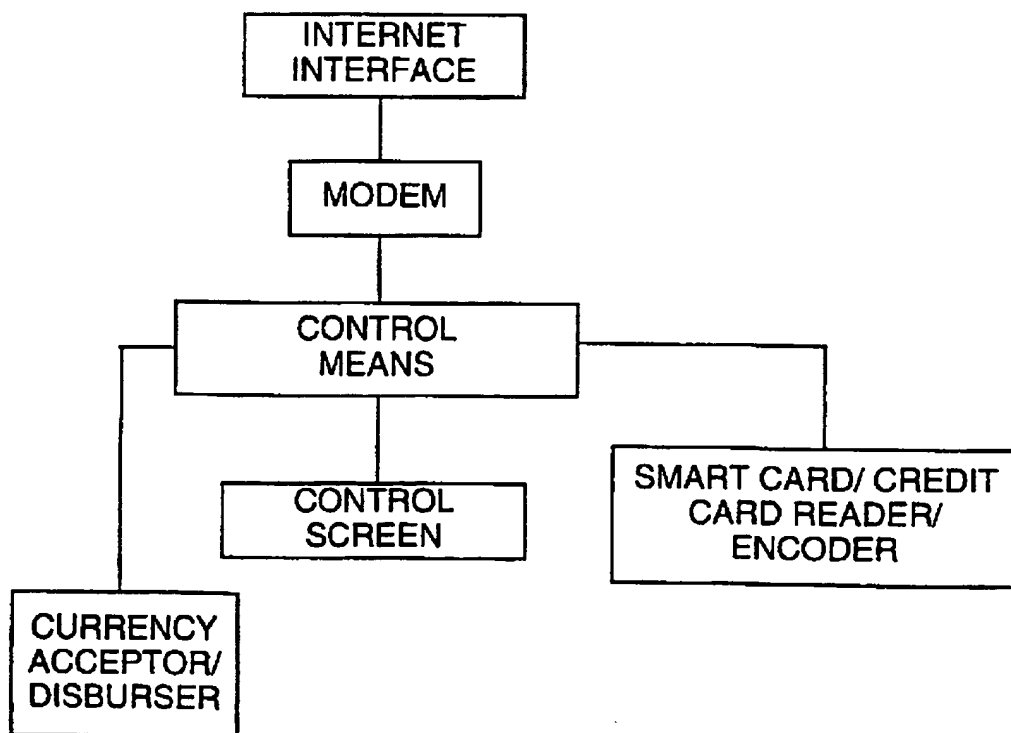 INTERNET
INTERFACE
MODEM
CONTROL
MEANS
CONTROL
SCREEN
SMART CARD/ CREDIT
CARD READER/
ENCODER
CURRENCY
ACCEPTOR/
DISBURSER